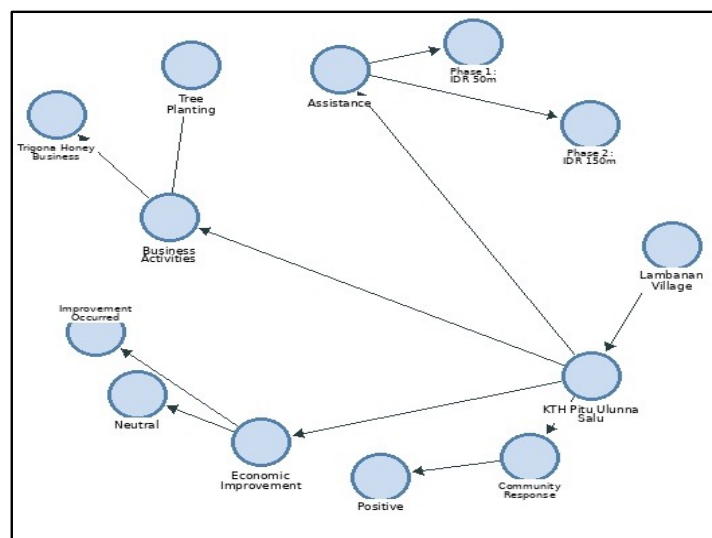 Phase 1:
IDR 50m
Assistance
Tree
Planting
Trigona Honey
Business
Phase 2:
IDR 150m
Business
Activities
Lambanan
Village
Improvement
Occurred
KTH Pitu Ulunna
Salu
Neutral
Economic
Improvement
Community
Response
Positive